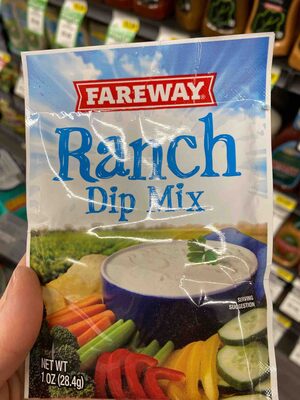 FAREWAY
Ranch
Dip Mix
SERVING
SUGGESTION
NET WT
1 OZ (28.4g)